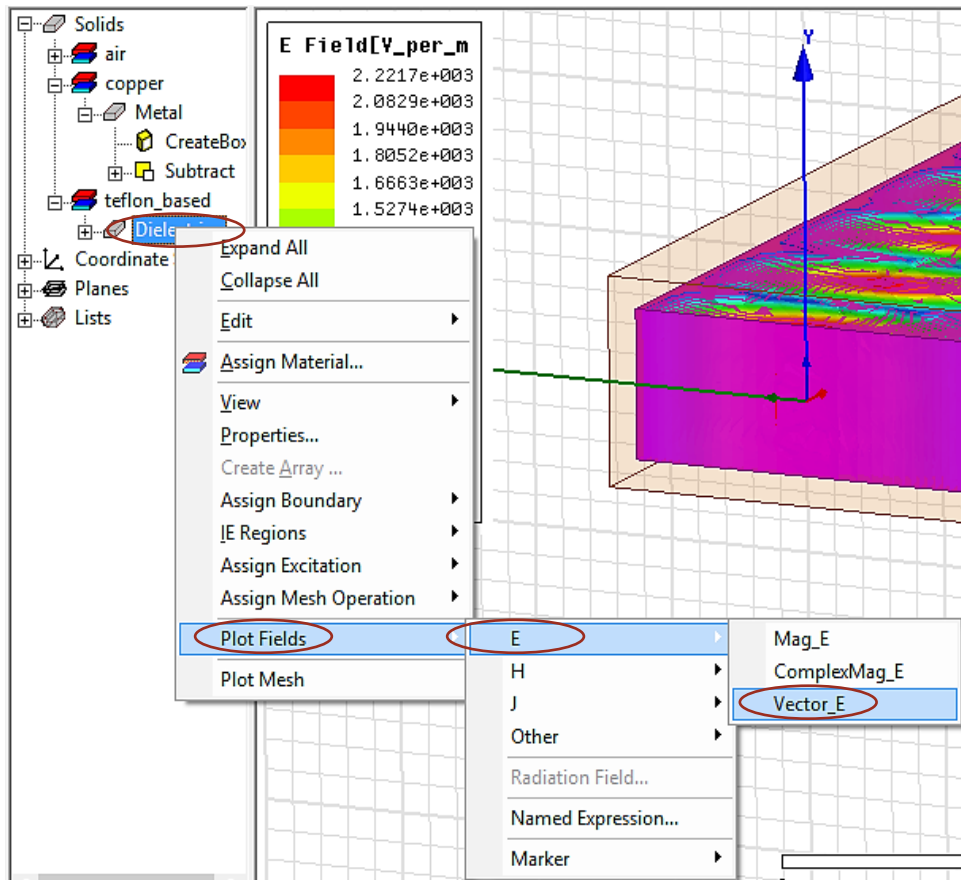 Solids
air
copper
Metal
CreateBox
Subtract
teflon_based
Coordinate
Planes
Lists
E Field[V_per_m
2.2217e+003
2.0829e+003
1.9440e+003
1.8052e+003
1.6663e+003
1.5274e+003
Y
Expand All
Collapse All
Edit
Assign Material...
View
Properties...
Create Array ...
Assign Boundary
IE Regions
Assign Excitation
Assign Mesh Operation
Plot Fields
Plot Mesh
E
H
J
Other
Radiation Field...
Named Expression...
Marker
Mag_E
ComplexMag_E
Vector_E